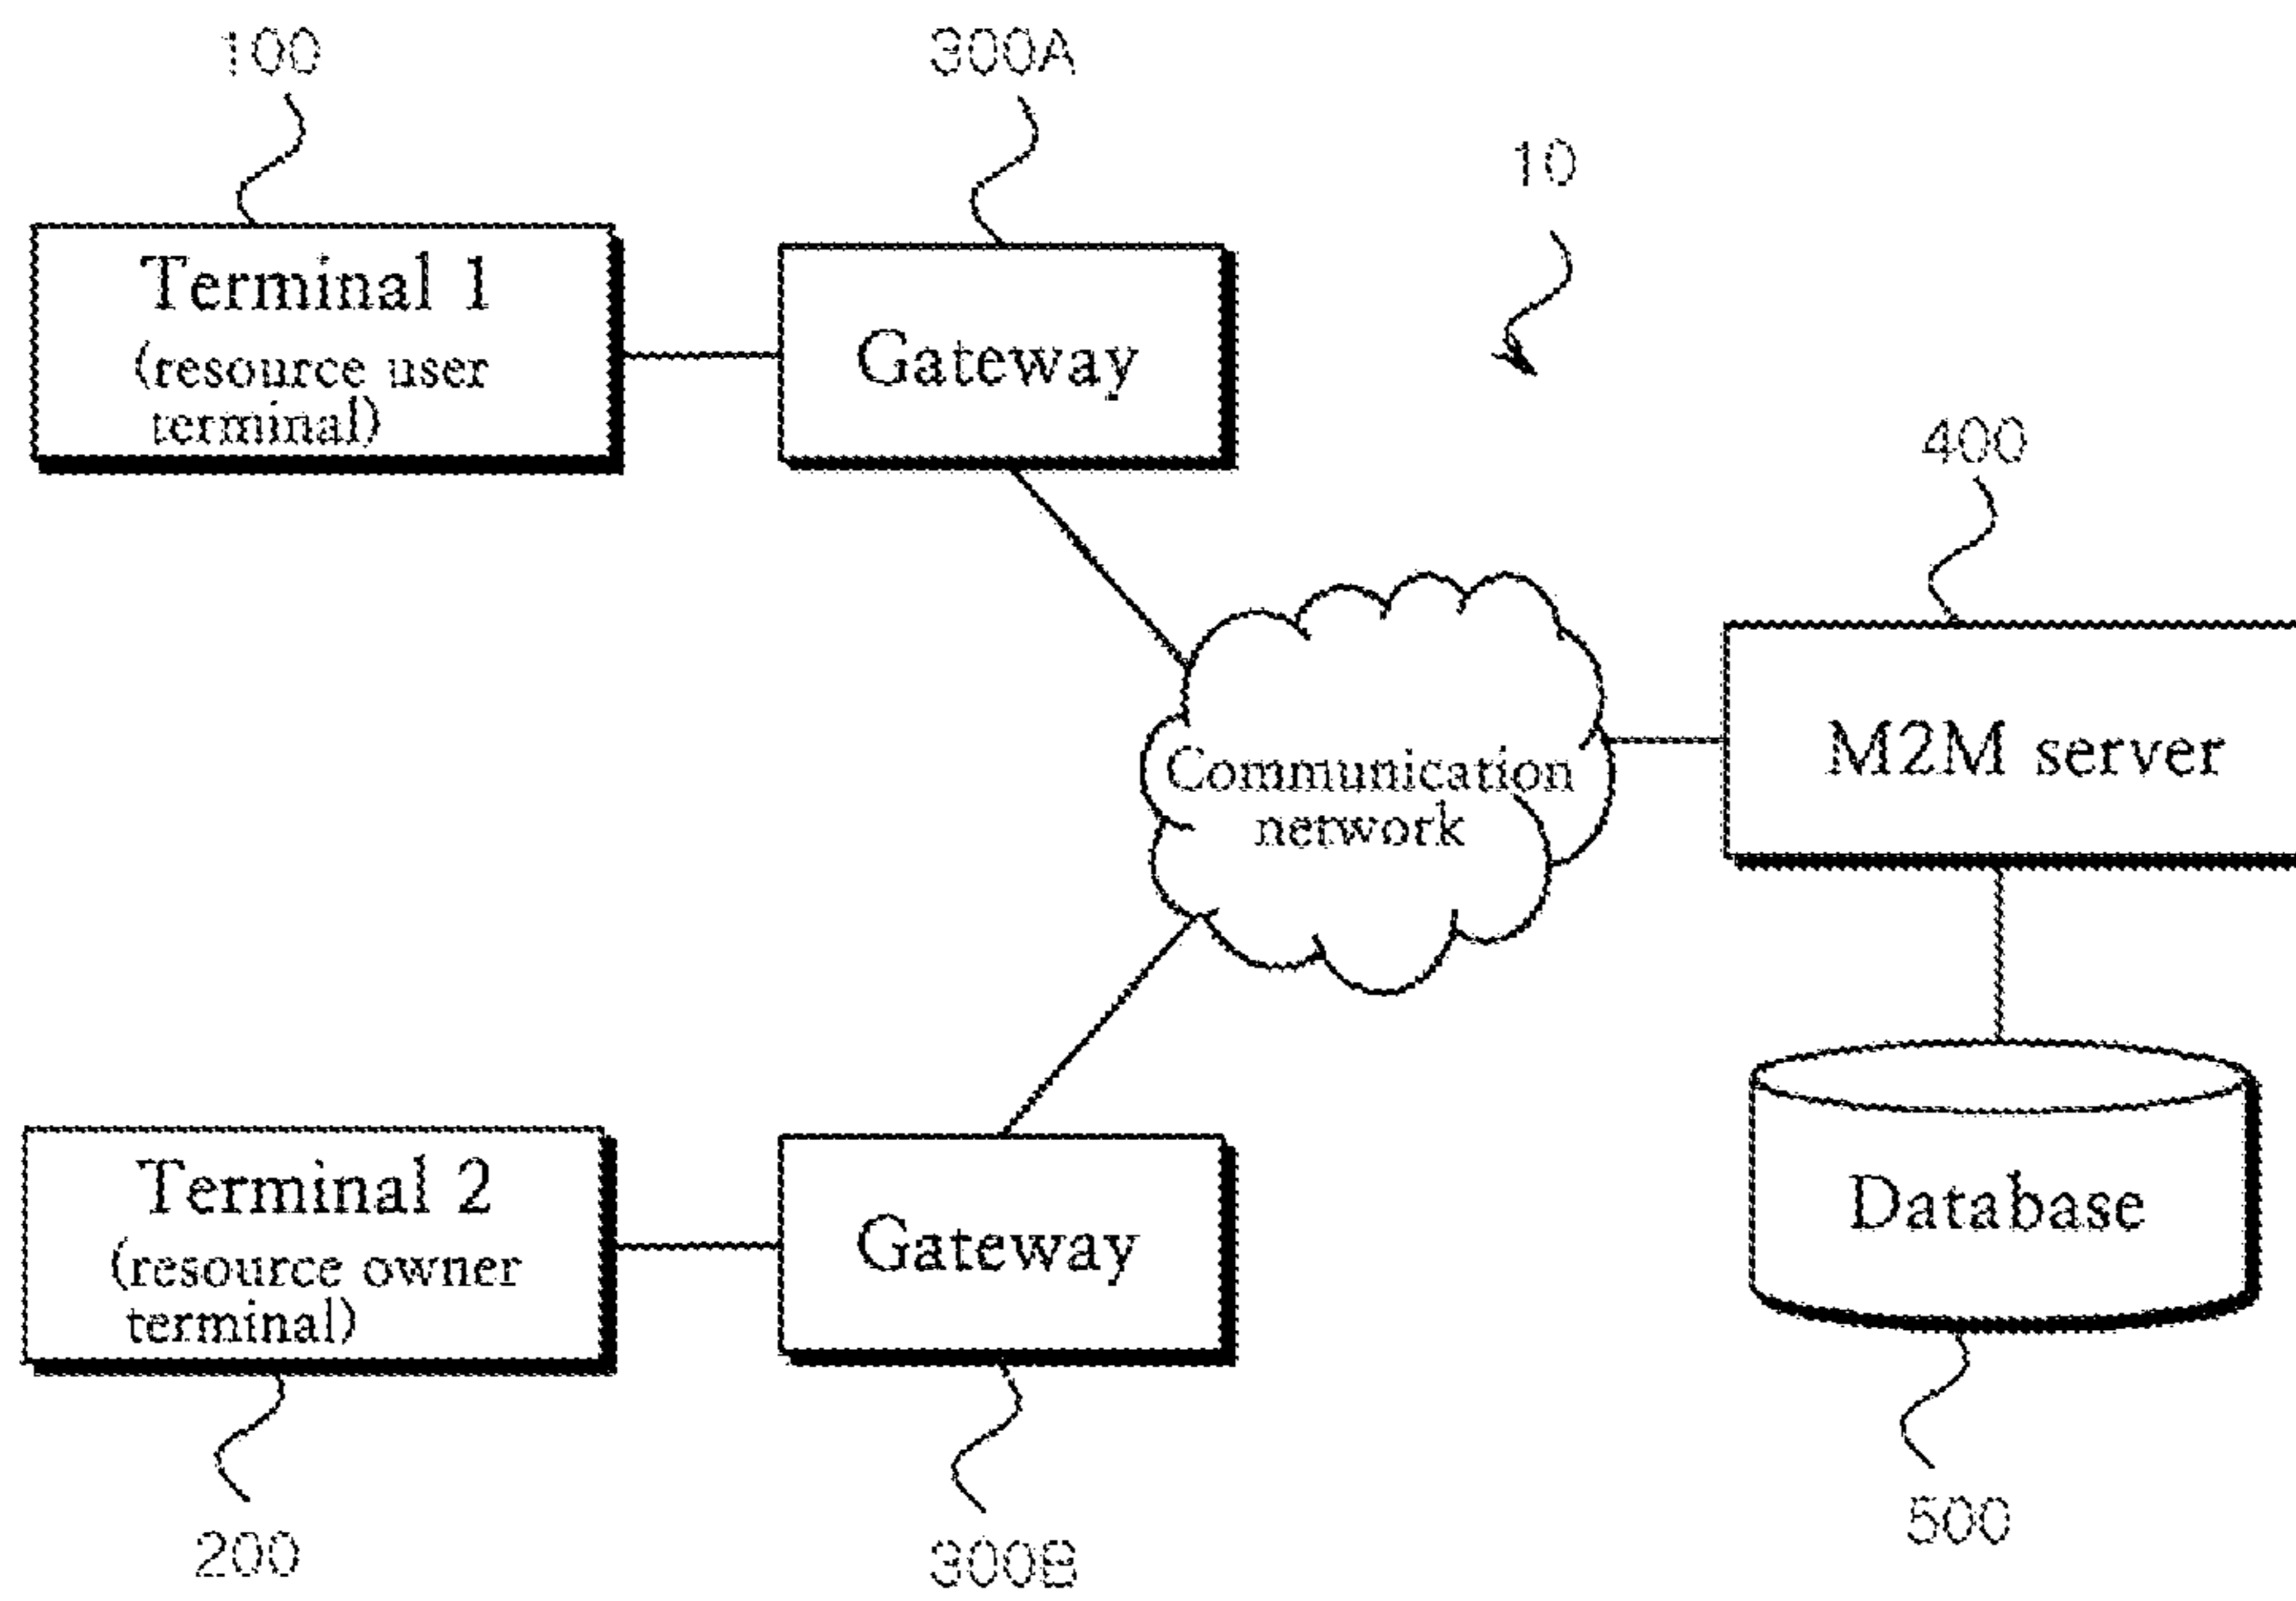 100
300A
10
Terminal 1
(resource user
terminal)
Gateway
400
Communication
network
M2M server
Terminal 2
(resource owner
terminal)
Gateway
Database
200
300B
500